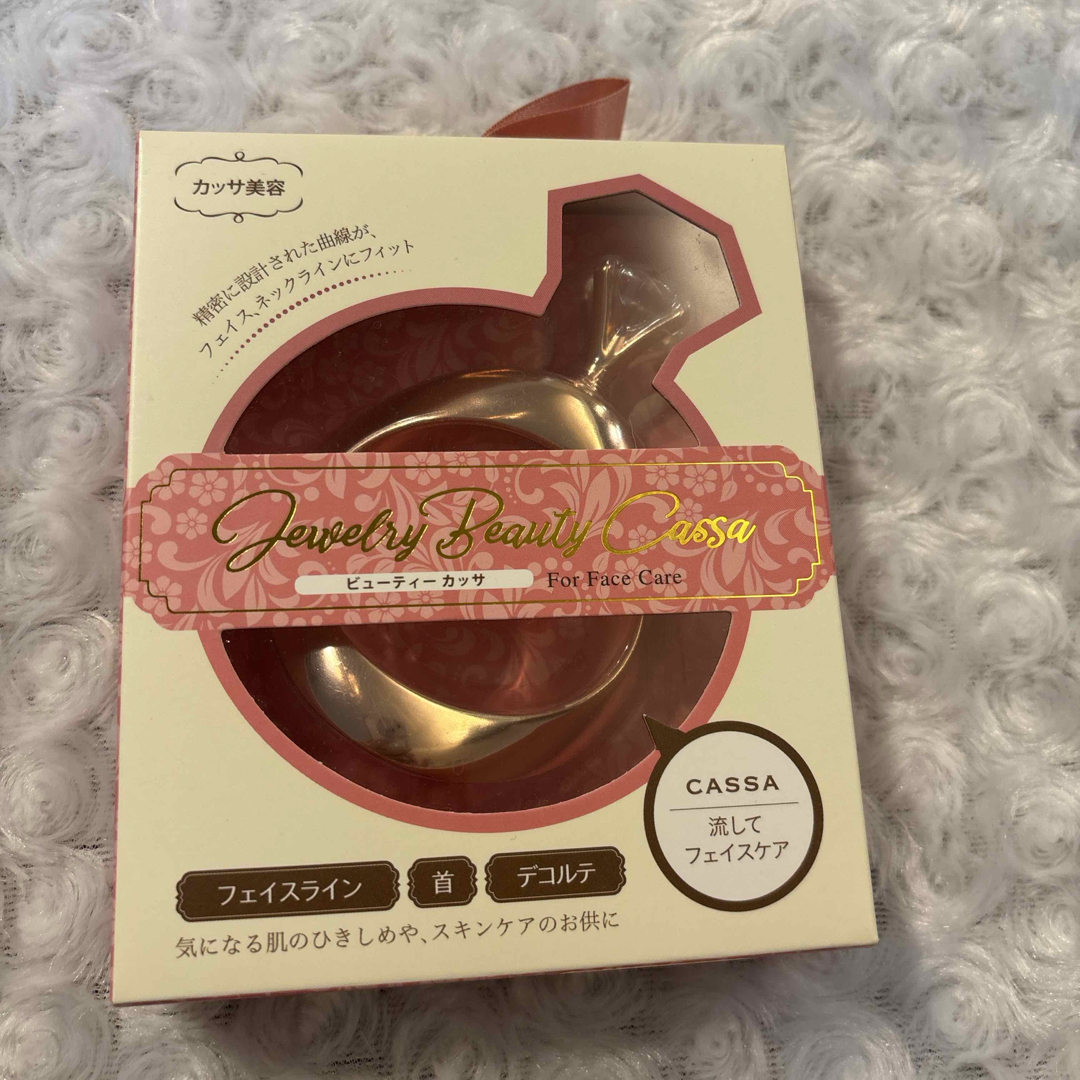 カッサ美容
精密に設計された曲線が、
フェイス、ネックラインにフィット
Jewelry Beauty Cassa
ビューティー カッサ For Face Care
CASSA
流して
フェイスケア
フェイスライン 首 デコルテ
気になる肌のひきしめや、スキンケアのお供に